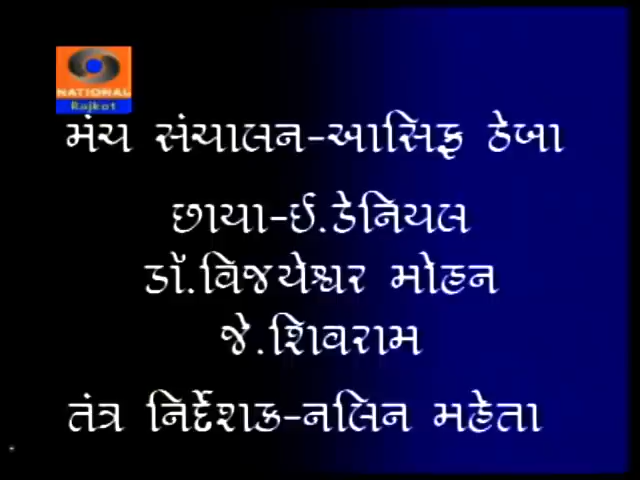 NATIONAL
Rajkot
મંચ સંચાલન-આસિફ ઠેબા
છાયા-ઈ.ડેનિયલ
ડૉ.વિજયેશ્વર મોહન
જે.શિવરામ
તંત્ર નિર્દેશક-નલિન મહેતા